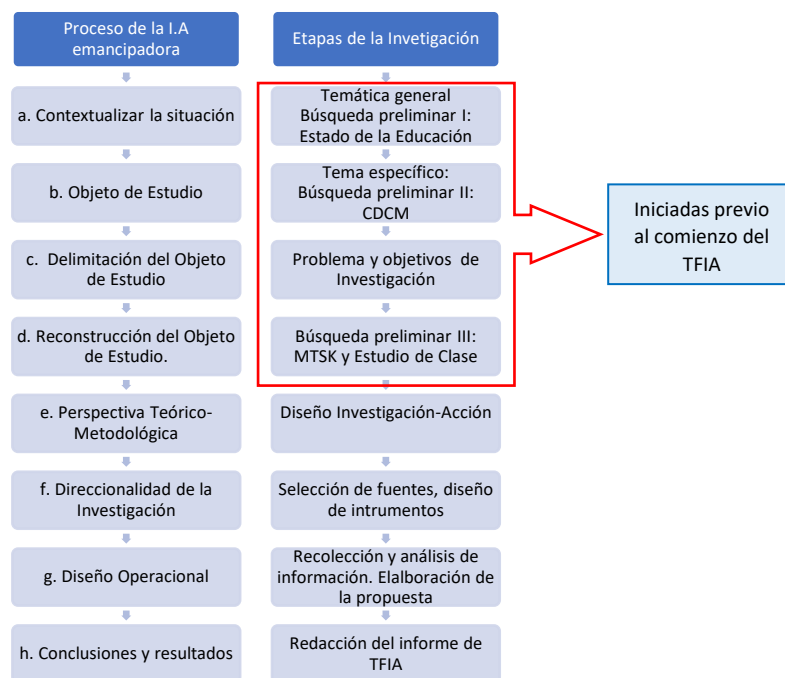 Proceso de la I.A
emancipadora
a. Contextualizar la situación
b. Objeto de Estudio
c. Delimitación del Objeto
de Estudio
d. Reconstrucción del Objeto
de Estudio.
e. Perspectiva Teórico-
Metodológica
f. Direccionalidad de la
Investigación
g. Diseño Operacional
h. Conclusiones y resultados
Etapas de la Invetigación
Temática general
Búsqueda preliminar I:
Estado de la Educación
Tema específico:
Búsqueda preliminar II:
CDCM
Problema y objetivos de
Investigación
Búsqueda preliminar III:
MTSK y Estudio de Clase
Diseño Investigación-Acción
Selección de fuentes, diseño
de intrumentos
Recolección y análisis de
información. Elalboración de
la propuesta
Redacción del informe de
TFIA
Iniciadas previo
al comienzo del
TFIA